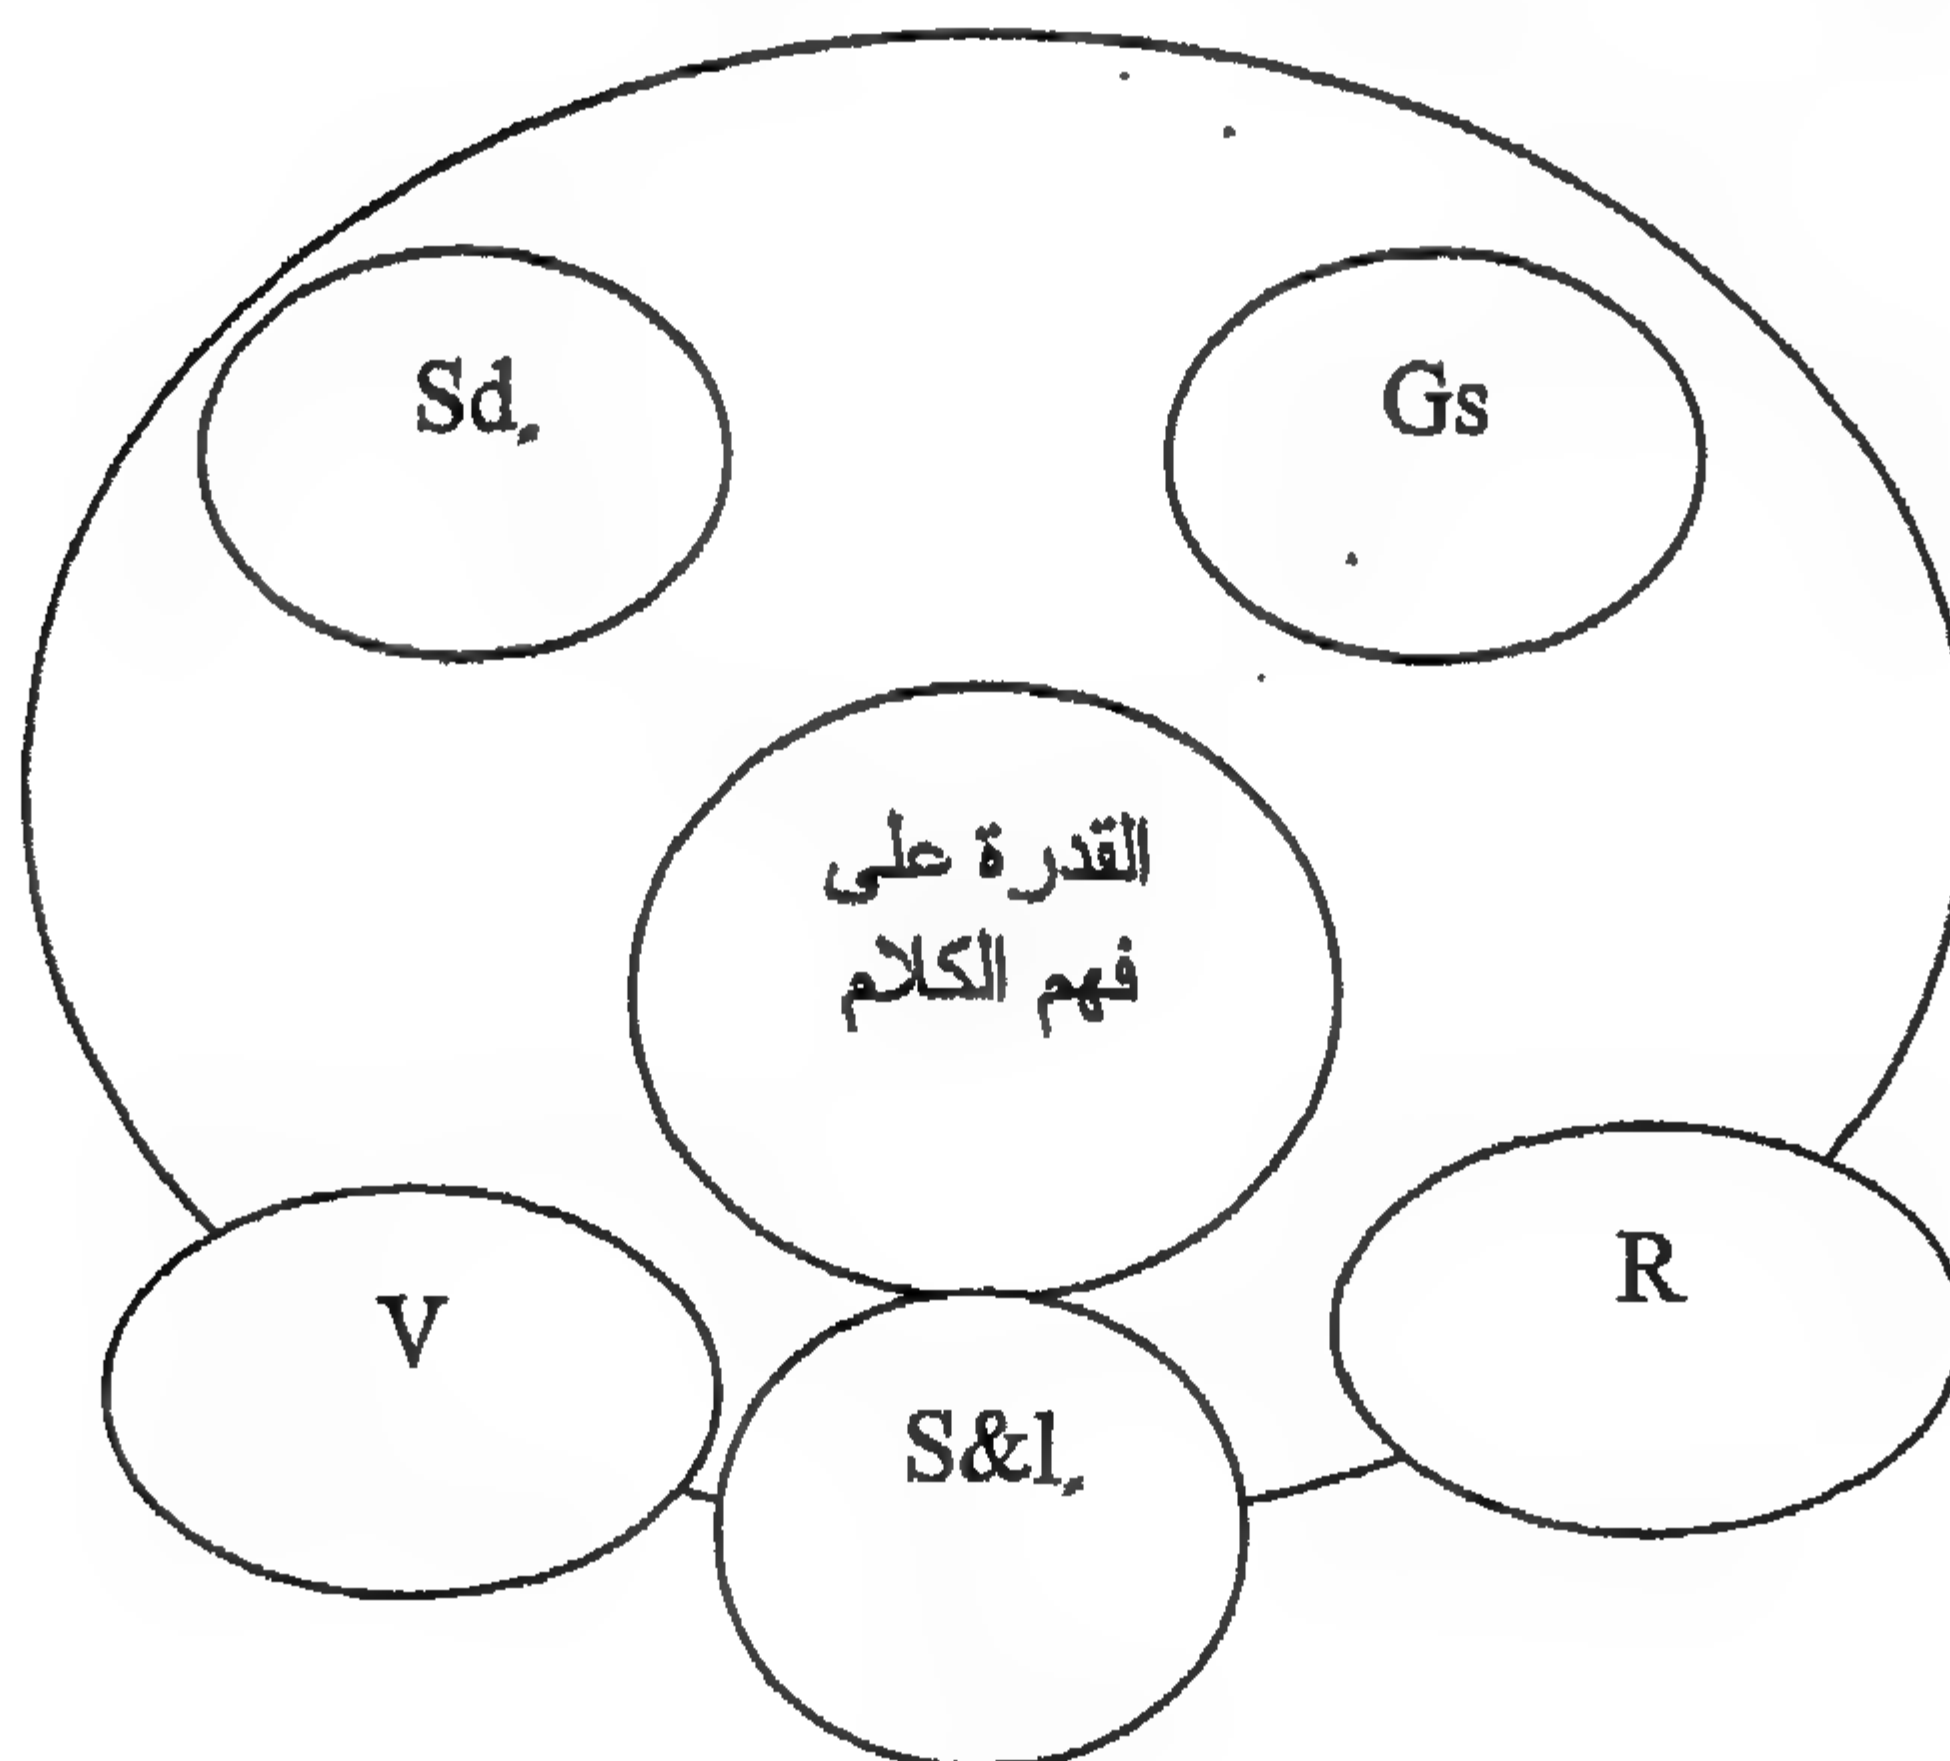 Sd,
Gs
القدرة على
فهم الكلام
V
R
S&l,